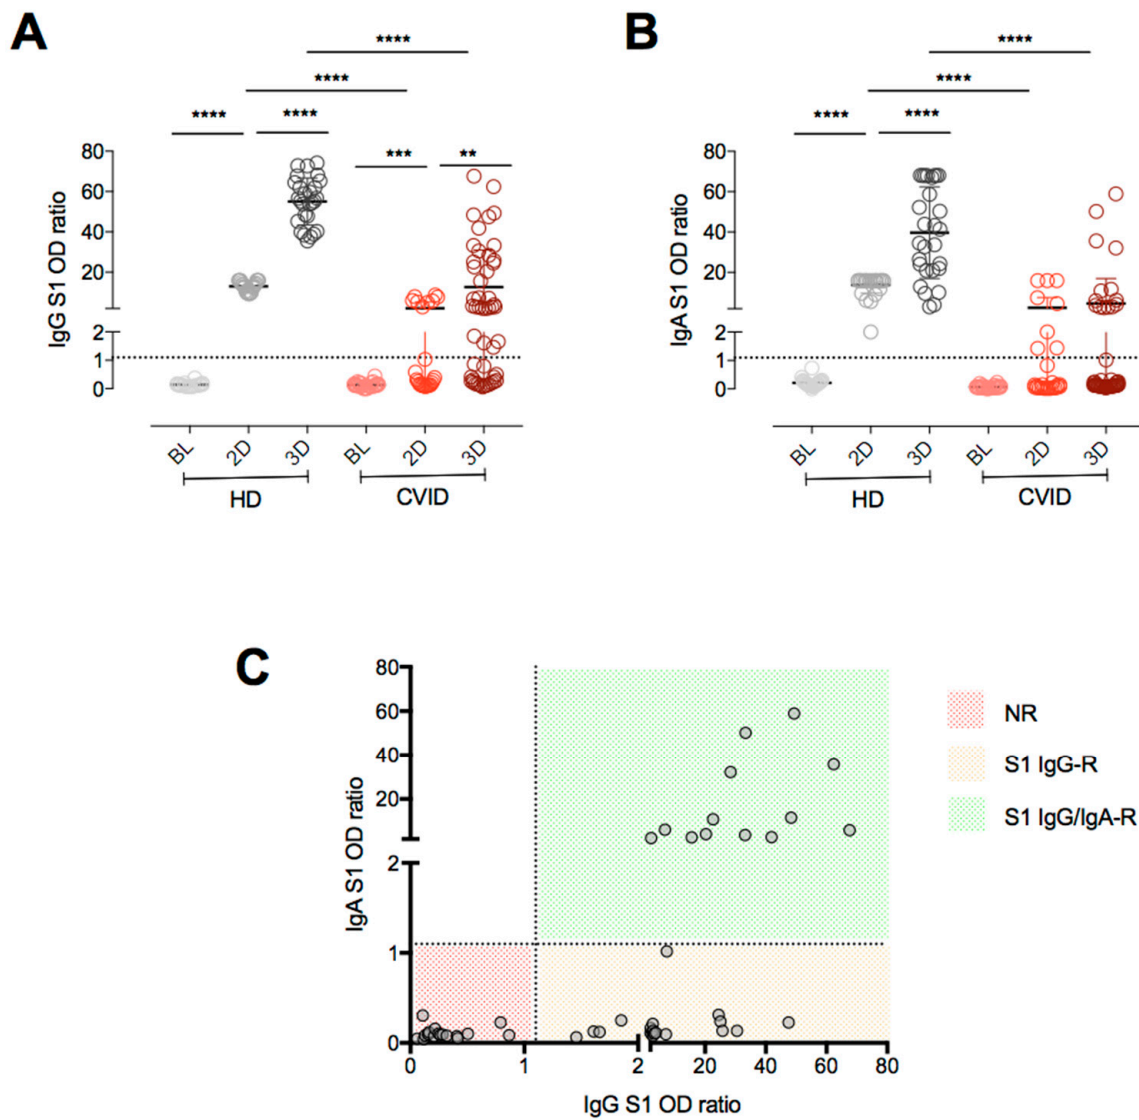 A
B
**** ****
**** ****
**** **** **** ****
*** **
IgG S1 OD ratio
80
60
40
20
2
1
0
BL 2D 3D BL 2D 3D
HD CVID
IgA S1 OD ratio
80
60
40
20
2
1
0
BL 2D 3D BL 2D 3D
HD CVID
C
IgA S1 OD ratio
80
60
40
20
2
1
0
0 1 2 20 40 60 80
IgG S1 OD ratio
NR
S1 IgG-R
S1 IgG/IgA-R